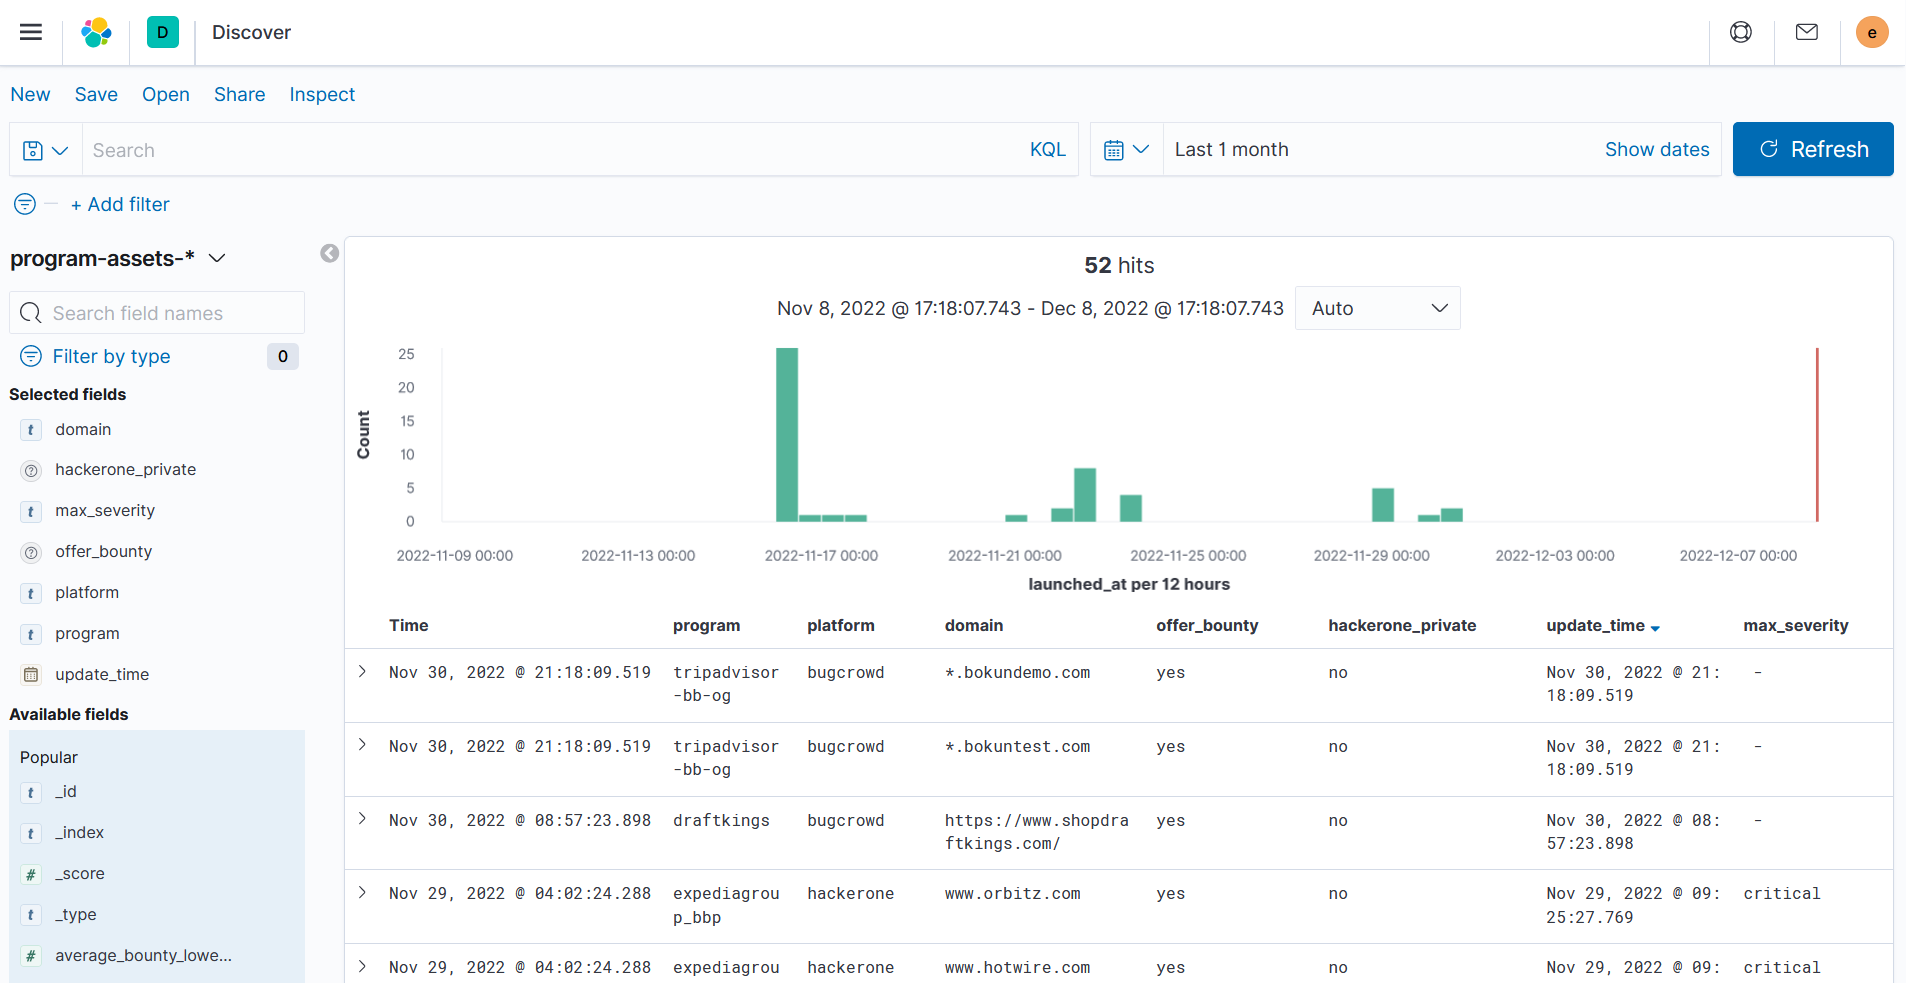 D
Discover
e
New Save Open Share Inspect
Search
KQL
Last 1 month
Show dates
Refresh
+ Add filter
program-assets-*
Search field names
Filter by type 0
Selected fields
t domain
hackerone_private
t max_severity
offer_bounty
t platform
t program
update_time
Available fields
Popular
t _id
t _index
# _score
t _type
# average_bounty_lowe...
52 hits
Nov 8, 2022 @ 17:18:07.743 - Dec 8, 2022 @ 17:18:07.743
Auto
Count
25
20
15
10
5
0
2022-11-09 00:00 2022-11-13 00:00 2022-11-17 00:00 2022-11-21 00:00 2022-11-25 00:00 2022-11-29 00:00 2022-12-03 00:00 2022-12-07 00:00
launched_at per 12 hours
Time program platform domain offer_bounty hackerone_private update_time max_severity
Nov 30, 2022 @ 21:18:09.519 tripadvisor bugcrowd *.bokundemo.com yes no Nov 30, 2022 @ 21: -
-bb-og 18:09.519
Nov 30, 2022 @ 21:18:09.519 tripadvisor bugcrowd *.bokuntest.com yes no Nov 30, 2022 @ 21: -
-bb-og 18:09.519
Nov 30, 2022 @ 08:57:23.898 draftkings bugcrowd https://www.shopdra yes no Nov 30, 2022 @ 08: -
ftkings.com/ 57:23.898
Nov 29, 2022 @ 04:02:24.288 expediagrou hackerone www.orbitz.com yes no Nov 29, 2022 @ 09: critical
p_bbp 25:27.769
Nov 29, 2022 @ 04:02:24.288 expediagrou hackerone www.hotwire.com yes no Nov 29, 2022 @ 09: critical